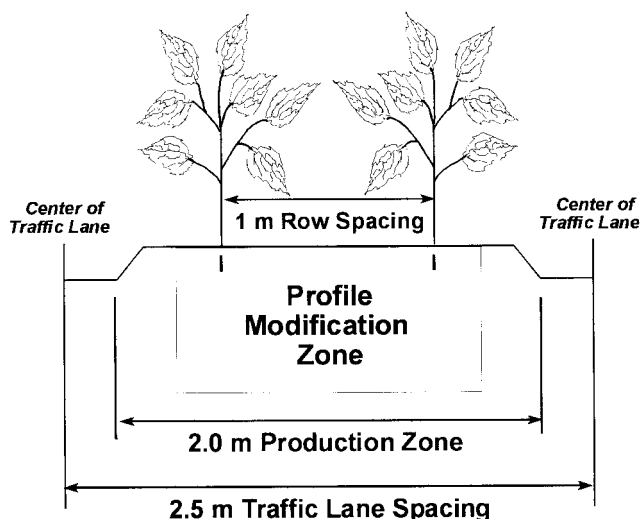 1 m Row Spacing
Center of
Traffic Lane
Center of
Traffic Lane
Profile
Modification
Zone
2.0 m Production Zone
2.5 m Traffic Lane Spacing